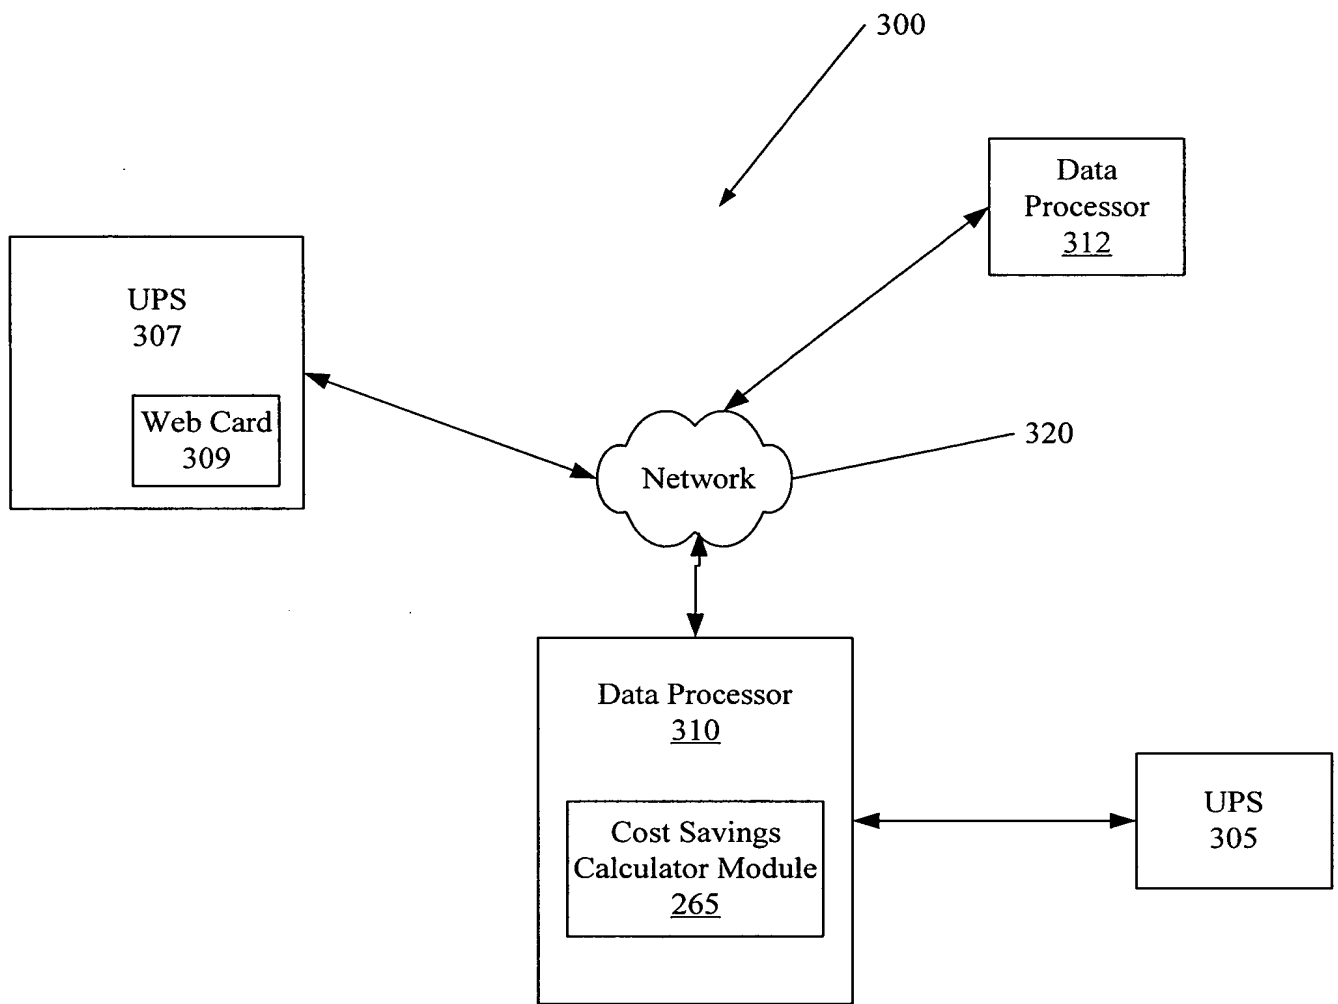 300
Data
Processor
312
UPS
307
Web Card
309
320
Network
Data Processor
310
Cost Savings
Calculator Module
265
UPS
305